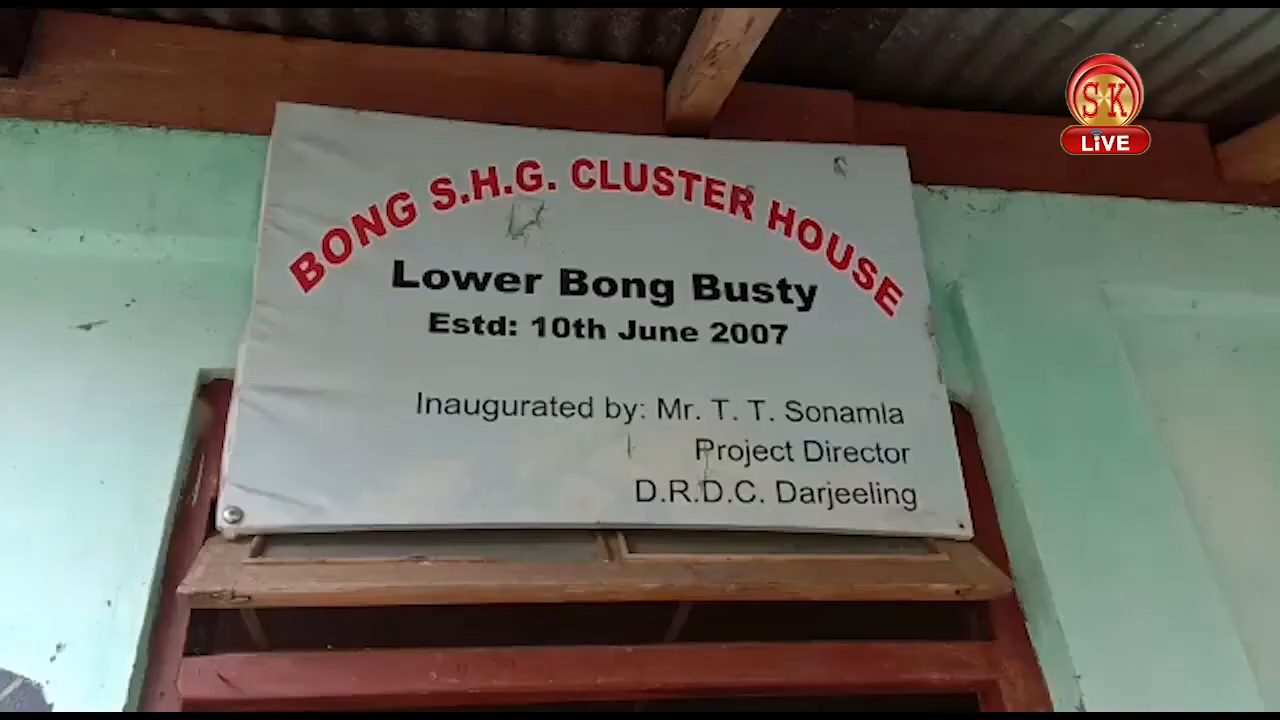 SK
LiVE
BONG S.H.G. CLUSTER HOUSE
Lower Bong Busty
Estd: 10th June 2007
Inaugurated by: Mr. T. T. Sonamla
Project Director
D.R.D.C. Darjeeling